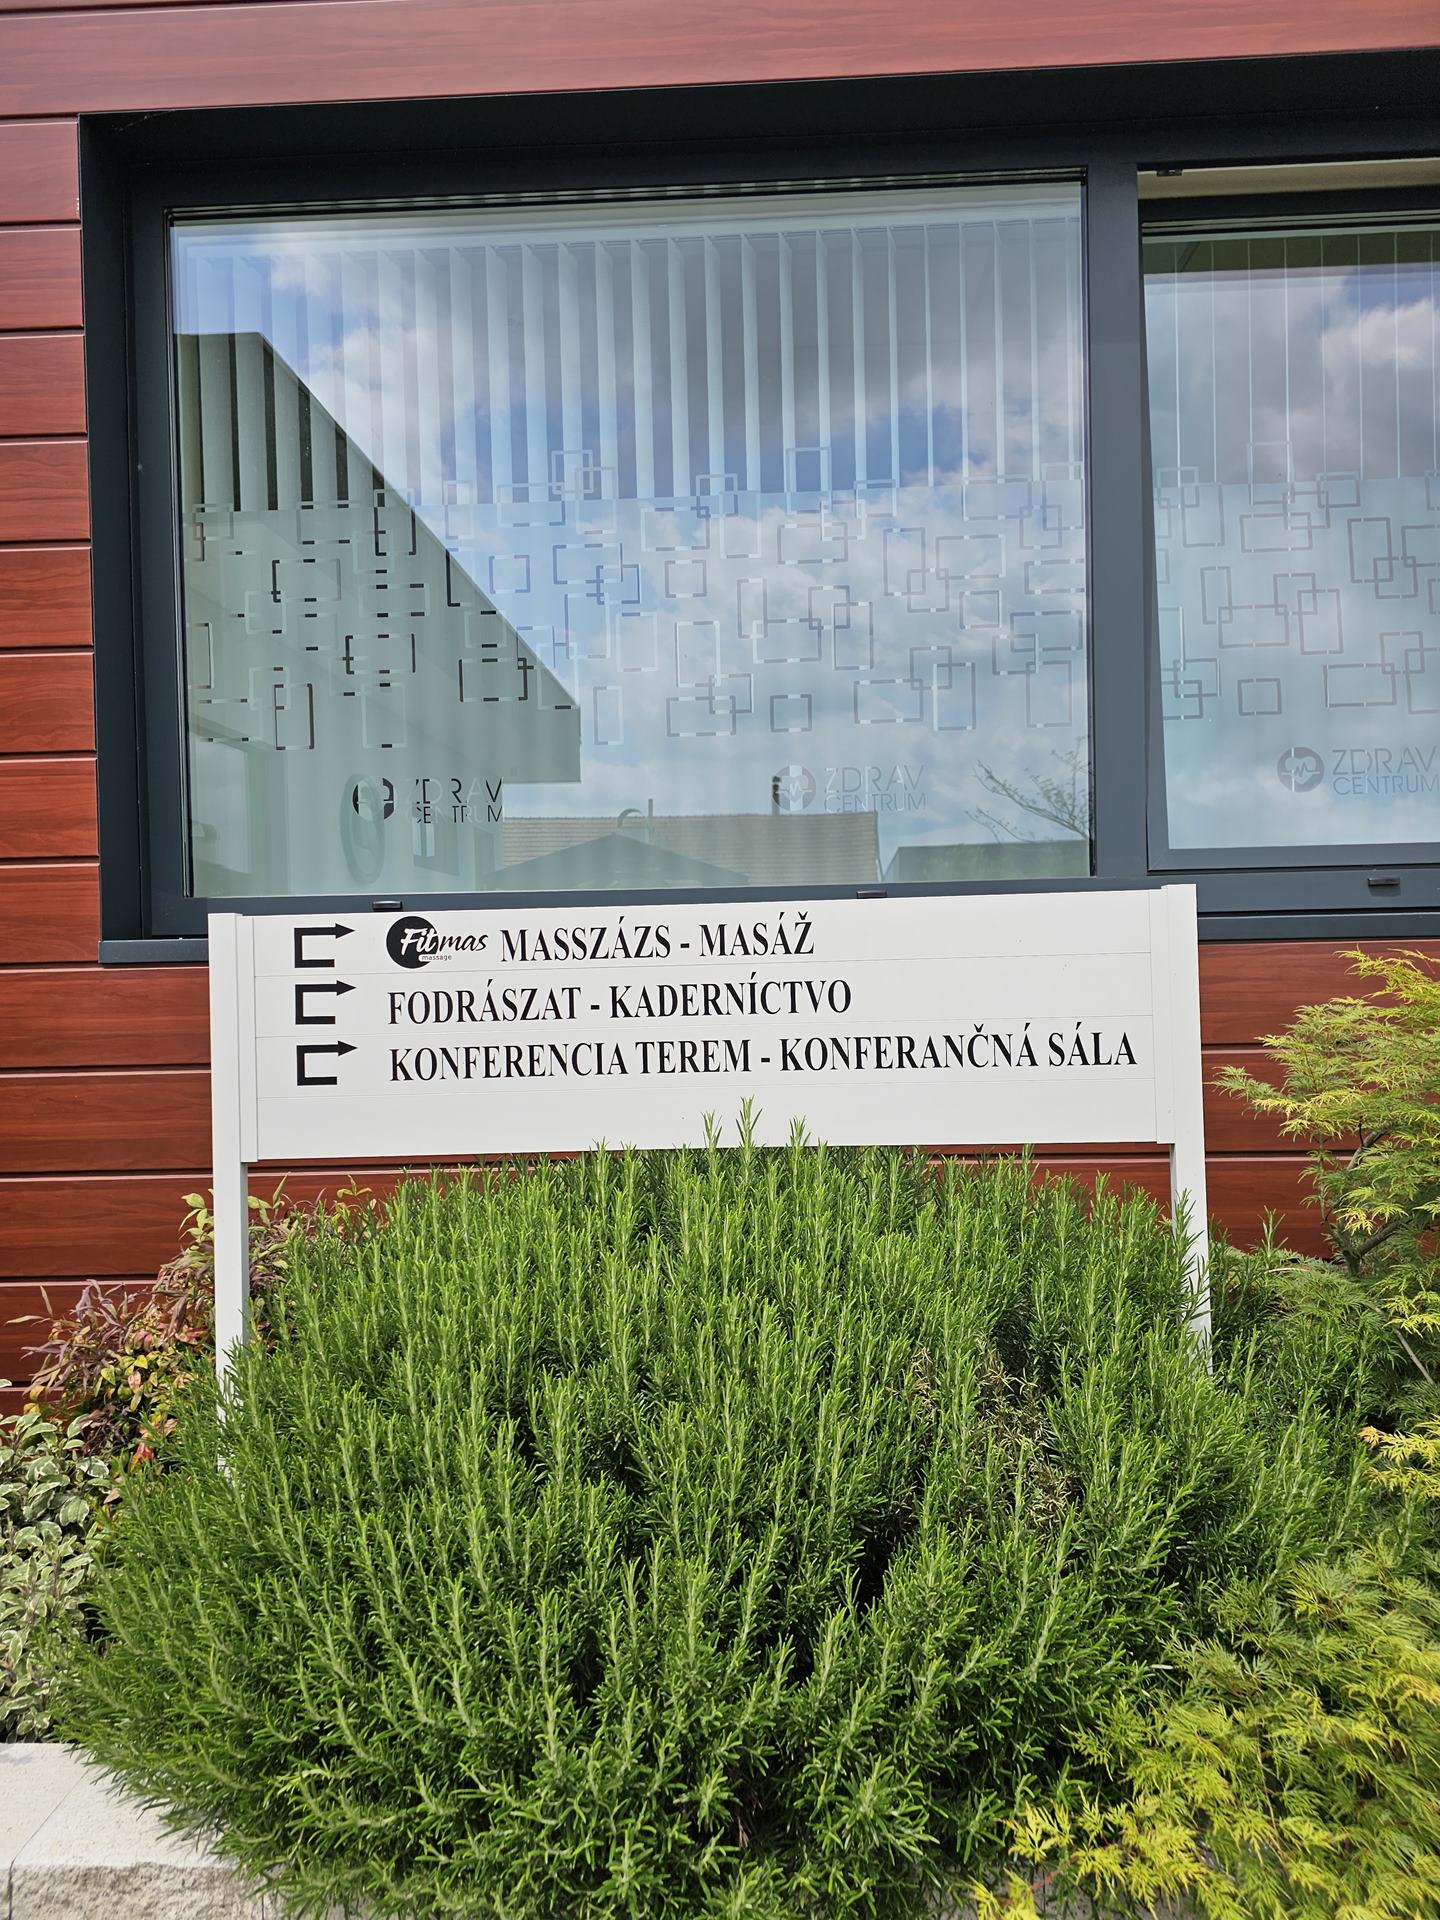 ZDRAV
CENTRUM
ZDRAV
CENTRUM
ZDRAV
CENTRUM
Fitmas
massage
MASSZÁZS - MASÁŽ
FODRÁSZAT - KADERNÍCTVO
KONFERENCIA TEREM - KONFERANČNÁ SÁLA